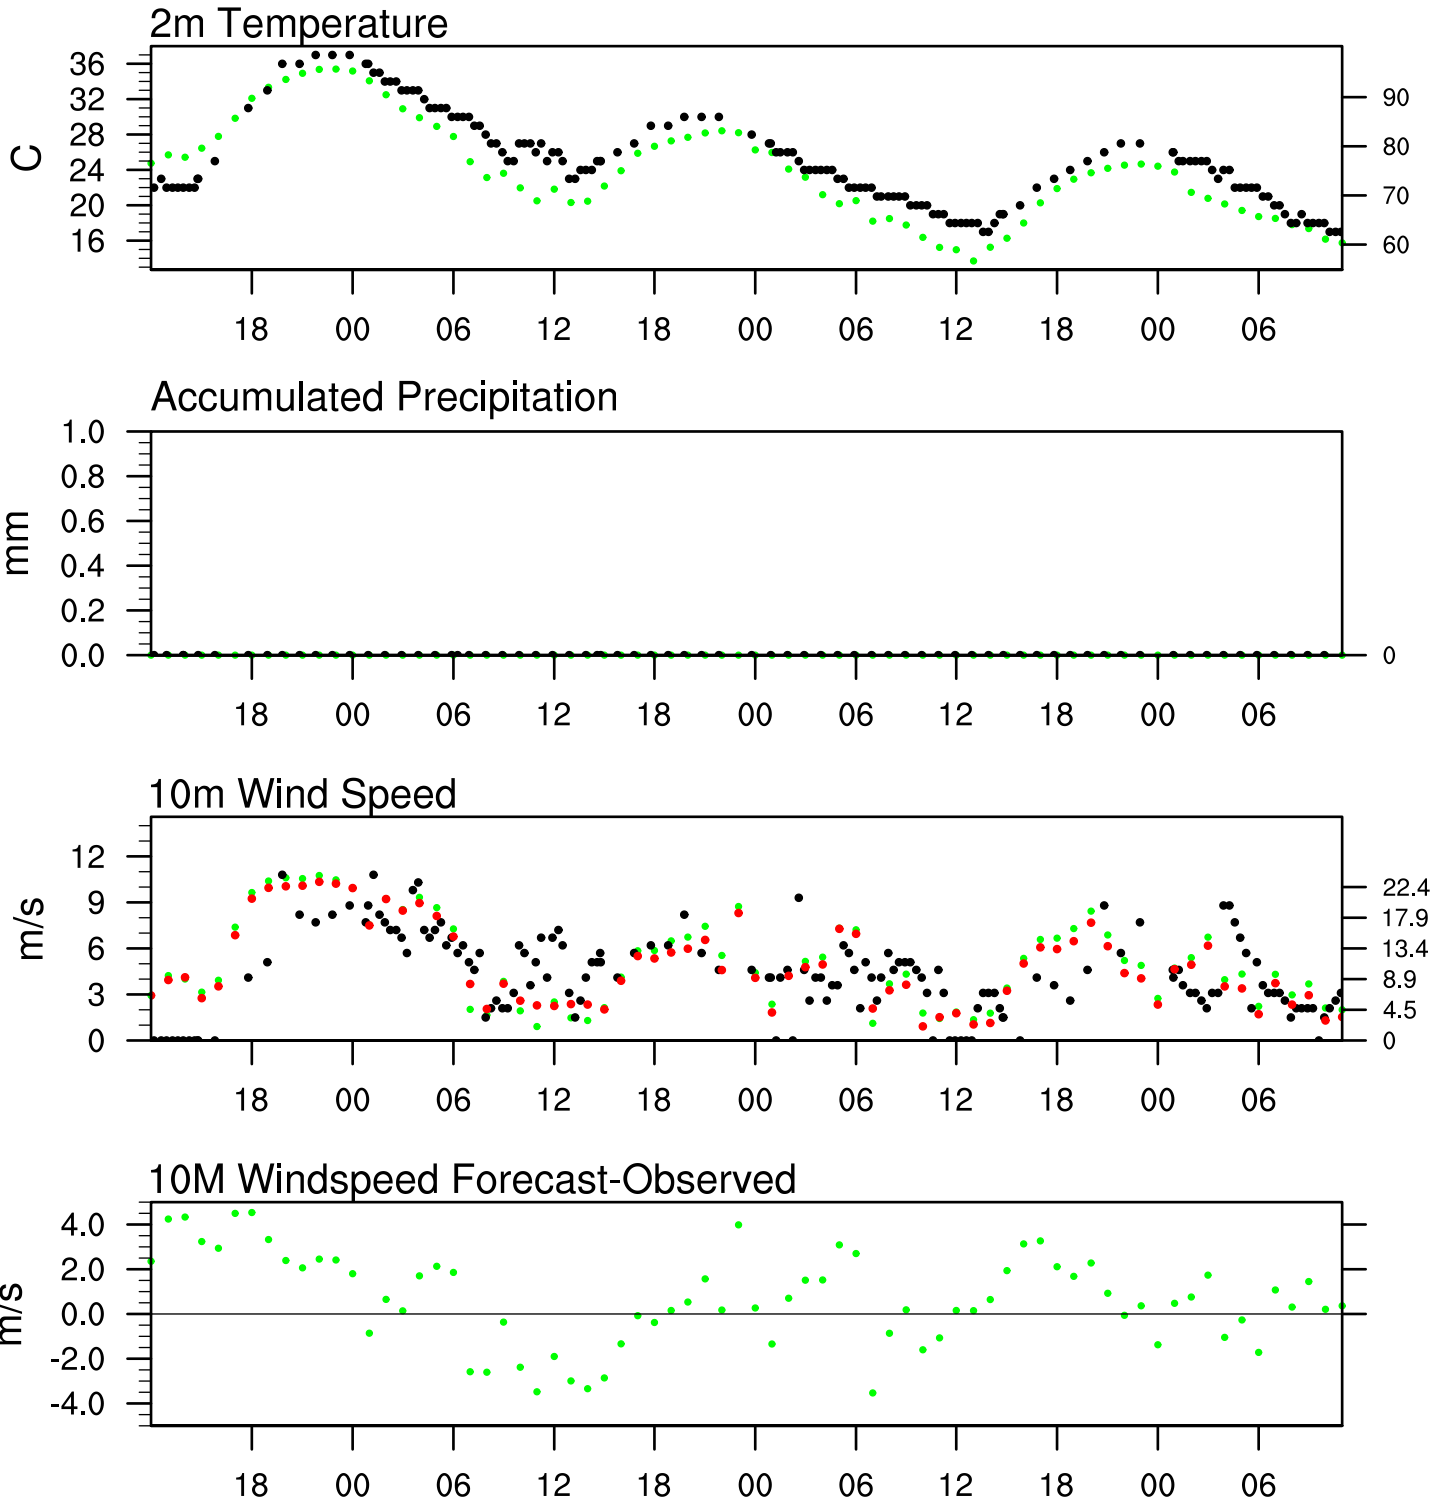 2m Temperature
36
32
28
24
20
16
C
90
80
70
60
18 00 06 12 18 00 06 12 18 00 06
Accumulated Precipitation
1.0
0.8
0.6
0.4
0.2
0.0
mm
0
18 00 06 12 18 00 06 12 18 00 06
10m Wind Speed
12
9
6
3
0
m/s
22.4
17.9
13.4
8.9
4.5
0
18 00 06 12 18 00 06 12 18 00 06
10M Windspeed Forecast-Observed
4.0
2.0
0.0
-2.0
-4.0
m/s
18 00 06 12 18 00 06 12 18 00 06